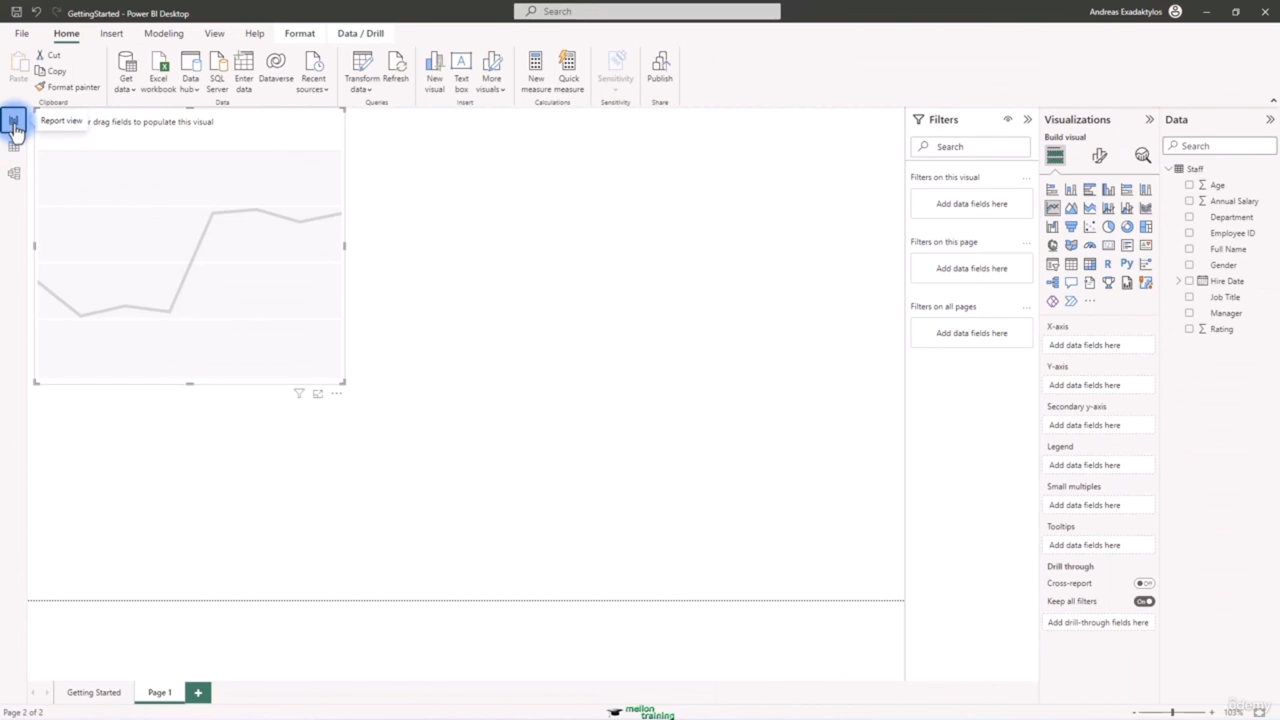 GettingStarted - Power BI Desktop
Search
Andreas Exadaktylos
File Home Insert Modeling View Help Format Data / Drill
Paste
Cut
Copy
Format painter
Clipboard
Get data
Excel workbook
Data hub
SQL Server
Enter data
Dataverse
Recent sources
Data
Transform data
Refresh
Queries
New visual
Text box
More visuals
Insert
New measure
Quick measure
Calculations
Sensitivity
Sensitivity
Publish
Share
Report view
r drag fields to populate this visual
Filters
Search
Filters on this visual
Add data fields here
Filters on this page
Add data fields here
Filters on all pages
Add data fields here
Visualizations
Build visual
R Py
X-axis
Add data fields here
Y-axis
Add data fields here
Secondary y-axis
Add data fields here
Legend
Add data fields here
Small multiples
Add data fields here
Tooltips
Add data fields here
Drill through
Cross-report Off
Keep all filters On
Add drill-through fields here
Data
Search
Staff
Age
Annual Salary
Department
Employee ID
Full Name
Gender
Hire Date
Job Title
Manager
Rating
Getting Started Page 1
Page 2 of 2
mellon training
103%
ûdemy